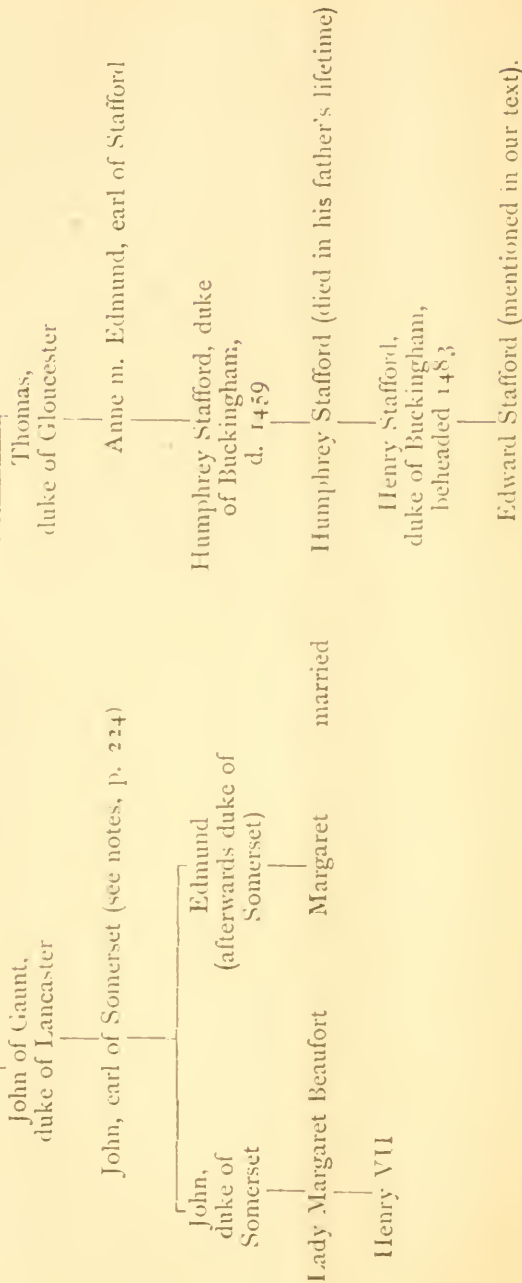 John of Gaunt,
duke of Lancaster
Thomas,
duke of Gloucester
John, earl of Somerset (see notes, p. 224)
Anne m. Edmund, earl of Stafford
John,
duke of
Somerset
Edmund
(afterwards duke of
Somerset)
Humphrey Stafford, duke
of Buckingham,
d. 1459
Lady Margaret Beaufort Margaret married Humphrey Stafford (died in his father's lifetime)
Henry VII
Henry Stafford,
duke of Buckingham,
beheaded 1483
Edward Stafford (mentioned in our text).